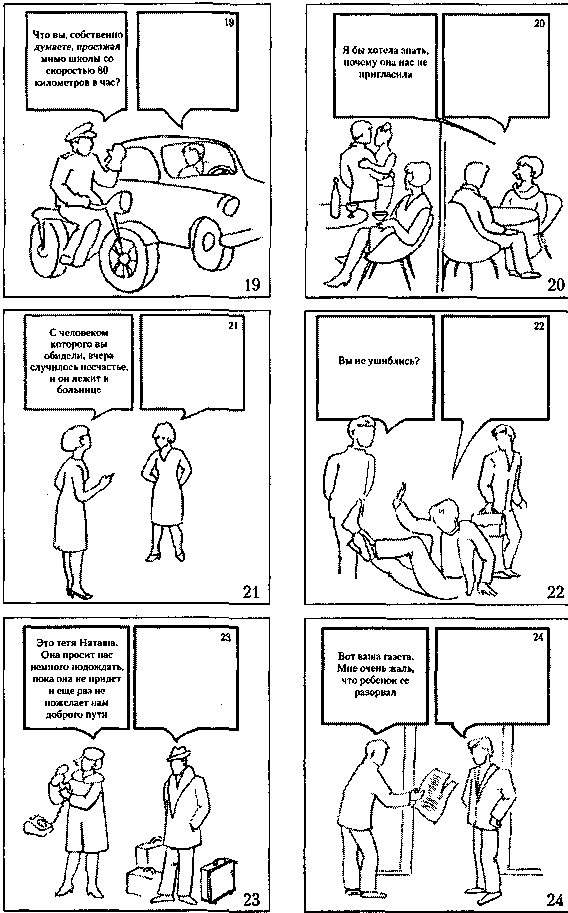 Что вы, собственно
думаете, проезжая
мимо школы со
скоростью 80
километров в час?
19
19
Я бы хотела знать,
почему она нас не
пригласила
20
20
С человеком
которого вы
обидели, вчера
случилось несчастье,
и он лежит в
больнице
21
21
Вы не ушиблись?
22
22
Это тетя Наташа.
Она просит нас
немного подождать,
пока она не придет
и еще раз не
пожелает нам
доброго пути
23
23
Вот ваша газета.
Мне очень жаль,
что ребенок ее
разорвал
24
24